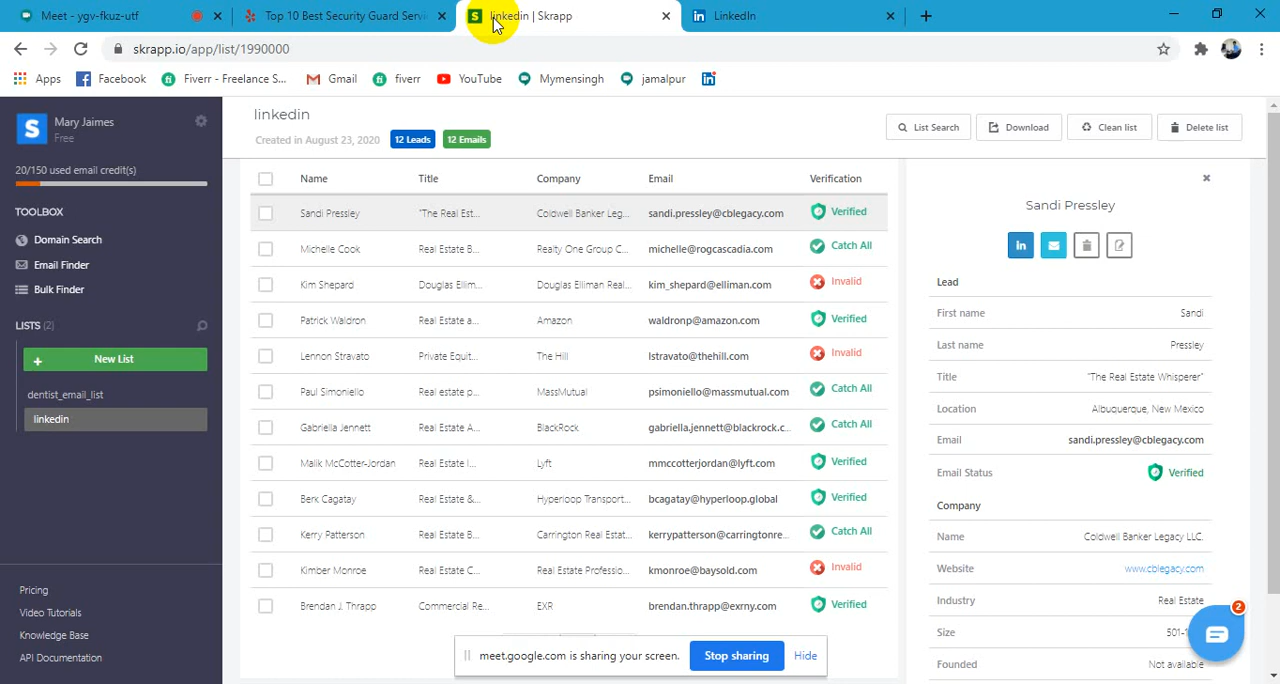 Meet - ygv-fkuz-utf
Top 10 Best Security Guard Servi
linkedin | Skrapp
LinkedIn
skrapp.io/app/list/1990000
Apps Facebook Fiverr - Freelance S... Gmail fiverr YouTube Mymensingh jamalpur
Mary Jaimes
Free
20/150 used email credit(s)
TOOLBOX
Domain Search
Email Finder
Bulk Finder
LISTS (2)
+ New List
dentist_email_list
linkedin
Pricing
Video Tutorials
Knowledge Base
API Documentation
linkedin
Created in August 23, 2020 12 Leads 12 Emails
List Search Download Clean list Delete list
Name Title Company Email Verification
Sandi Pressley "The Real Est... Coldwell Banker Leg... sandi.pressley@cblegacy.com Verified
Michelle Cook Real Estate B... Realty One Group C... michelle@rogcascadia.com Catch All
Kim Shepard Douglas Ellim... Douglas Elliman Real... kim_shepard@elliman.com Invalid
Patrick Waldron Real Estate a... Amazon waldronp@amazon.com Verified
Lennon Stravato Private Equit... The Hill lstravato@thehill.com Invalid
Paul Simoniello Real estate p... MassMutual psimoniello@massmutual.com Catch All
Gabriella Jennett Real Estate A... BlackRock gabriella.jennett@blackrock.c... Catch All
Malik McCotter-Jordan Real Estate I... Lyft mmccotterjordan@lyft.com Verified
Berk Cagatay Real Estate &... Hyperloop Transport... bcagatay@hyperloop.global Verified
Kerry Patterson Real Estate B... Carrington Real Estat... kerrypatterson@carringtonre... Catch All
Kimber Monroe Real Estate C... Real Estate Professio... kmonroe@baysold.com Invalid
Brendan J. Thrapp Commercial Re... EXR brendan.thrapp@exrny.com Verified
Sandi Pressley
Lead
First name Sandi
Last name Pressley
Title "The Real Estate Whisperer"
Location Albuquerque, New Mexico
Email sandi.pressley@cblegacy.com
Email Status Verified
Company
Name Coldwell Banker Legacy LLC.
Website www.cblegacy.com
Industry Real Estate
Size 501-1
Founded Not available
2
meet.google.com is sharing your screen. Stop sharing Hide